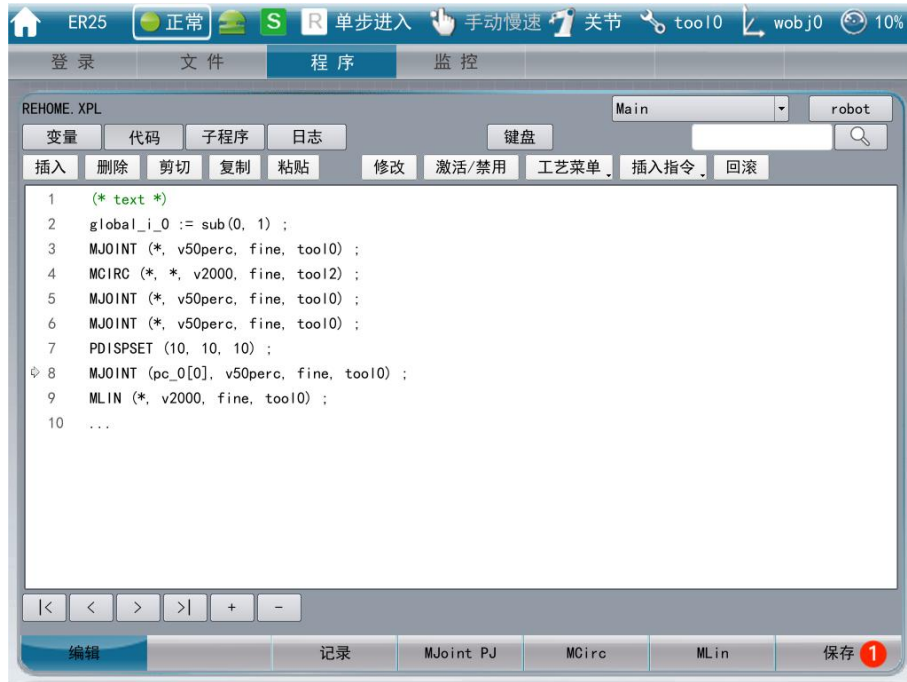 ER25 正常 S R 单步进入 手动慢速 关节 tool0 wobj0 10%
登录 文件 程序 监控
REHOME.XPL Main robot
变量 代码 子程序 日志 键盘
插入 删除 剪切 复制 粘贴 修改 激活/禁用 工艺菜单 插入指令 回滚
1 (* text *)
2 global_i_0 := sub(0, 1) ;
3 MJOINT (*, v50perc, fine, tool0) ;
4 MCIRC (*, *, v2000, fine, tool2) ;
5 MJOINT (*, v50perc, fine, tool0) ;
6 MJOINT (*, v50perc, fine, tool0) ;
7 PDISPSET (10, 10, 10) ;
8 MJOINT (pc_0[0], v50perc, fine, tool0) ;
9 MLIN (*, v2000, fine, tool0) ;
10 ...
|< < > >| + -
编辑 记录 MJoint PJ MCirc MLin 保存 1